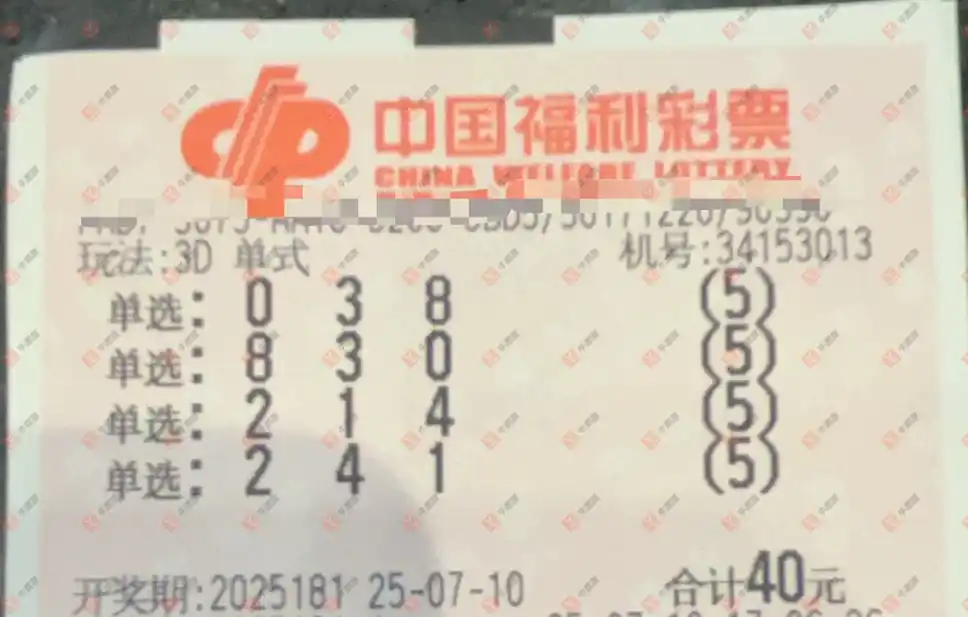 中国福利彩票
CHINA WELFARE LOTTERY
玩法:3D 单式 机号:34153013
单选: 0 3 8 (5)
单选: 8 3 0 (5)
单选: 2 1 4 (5)
单选: 2 4 1 (5)
开奖期:2025181 25-07-10 合计40元